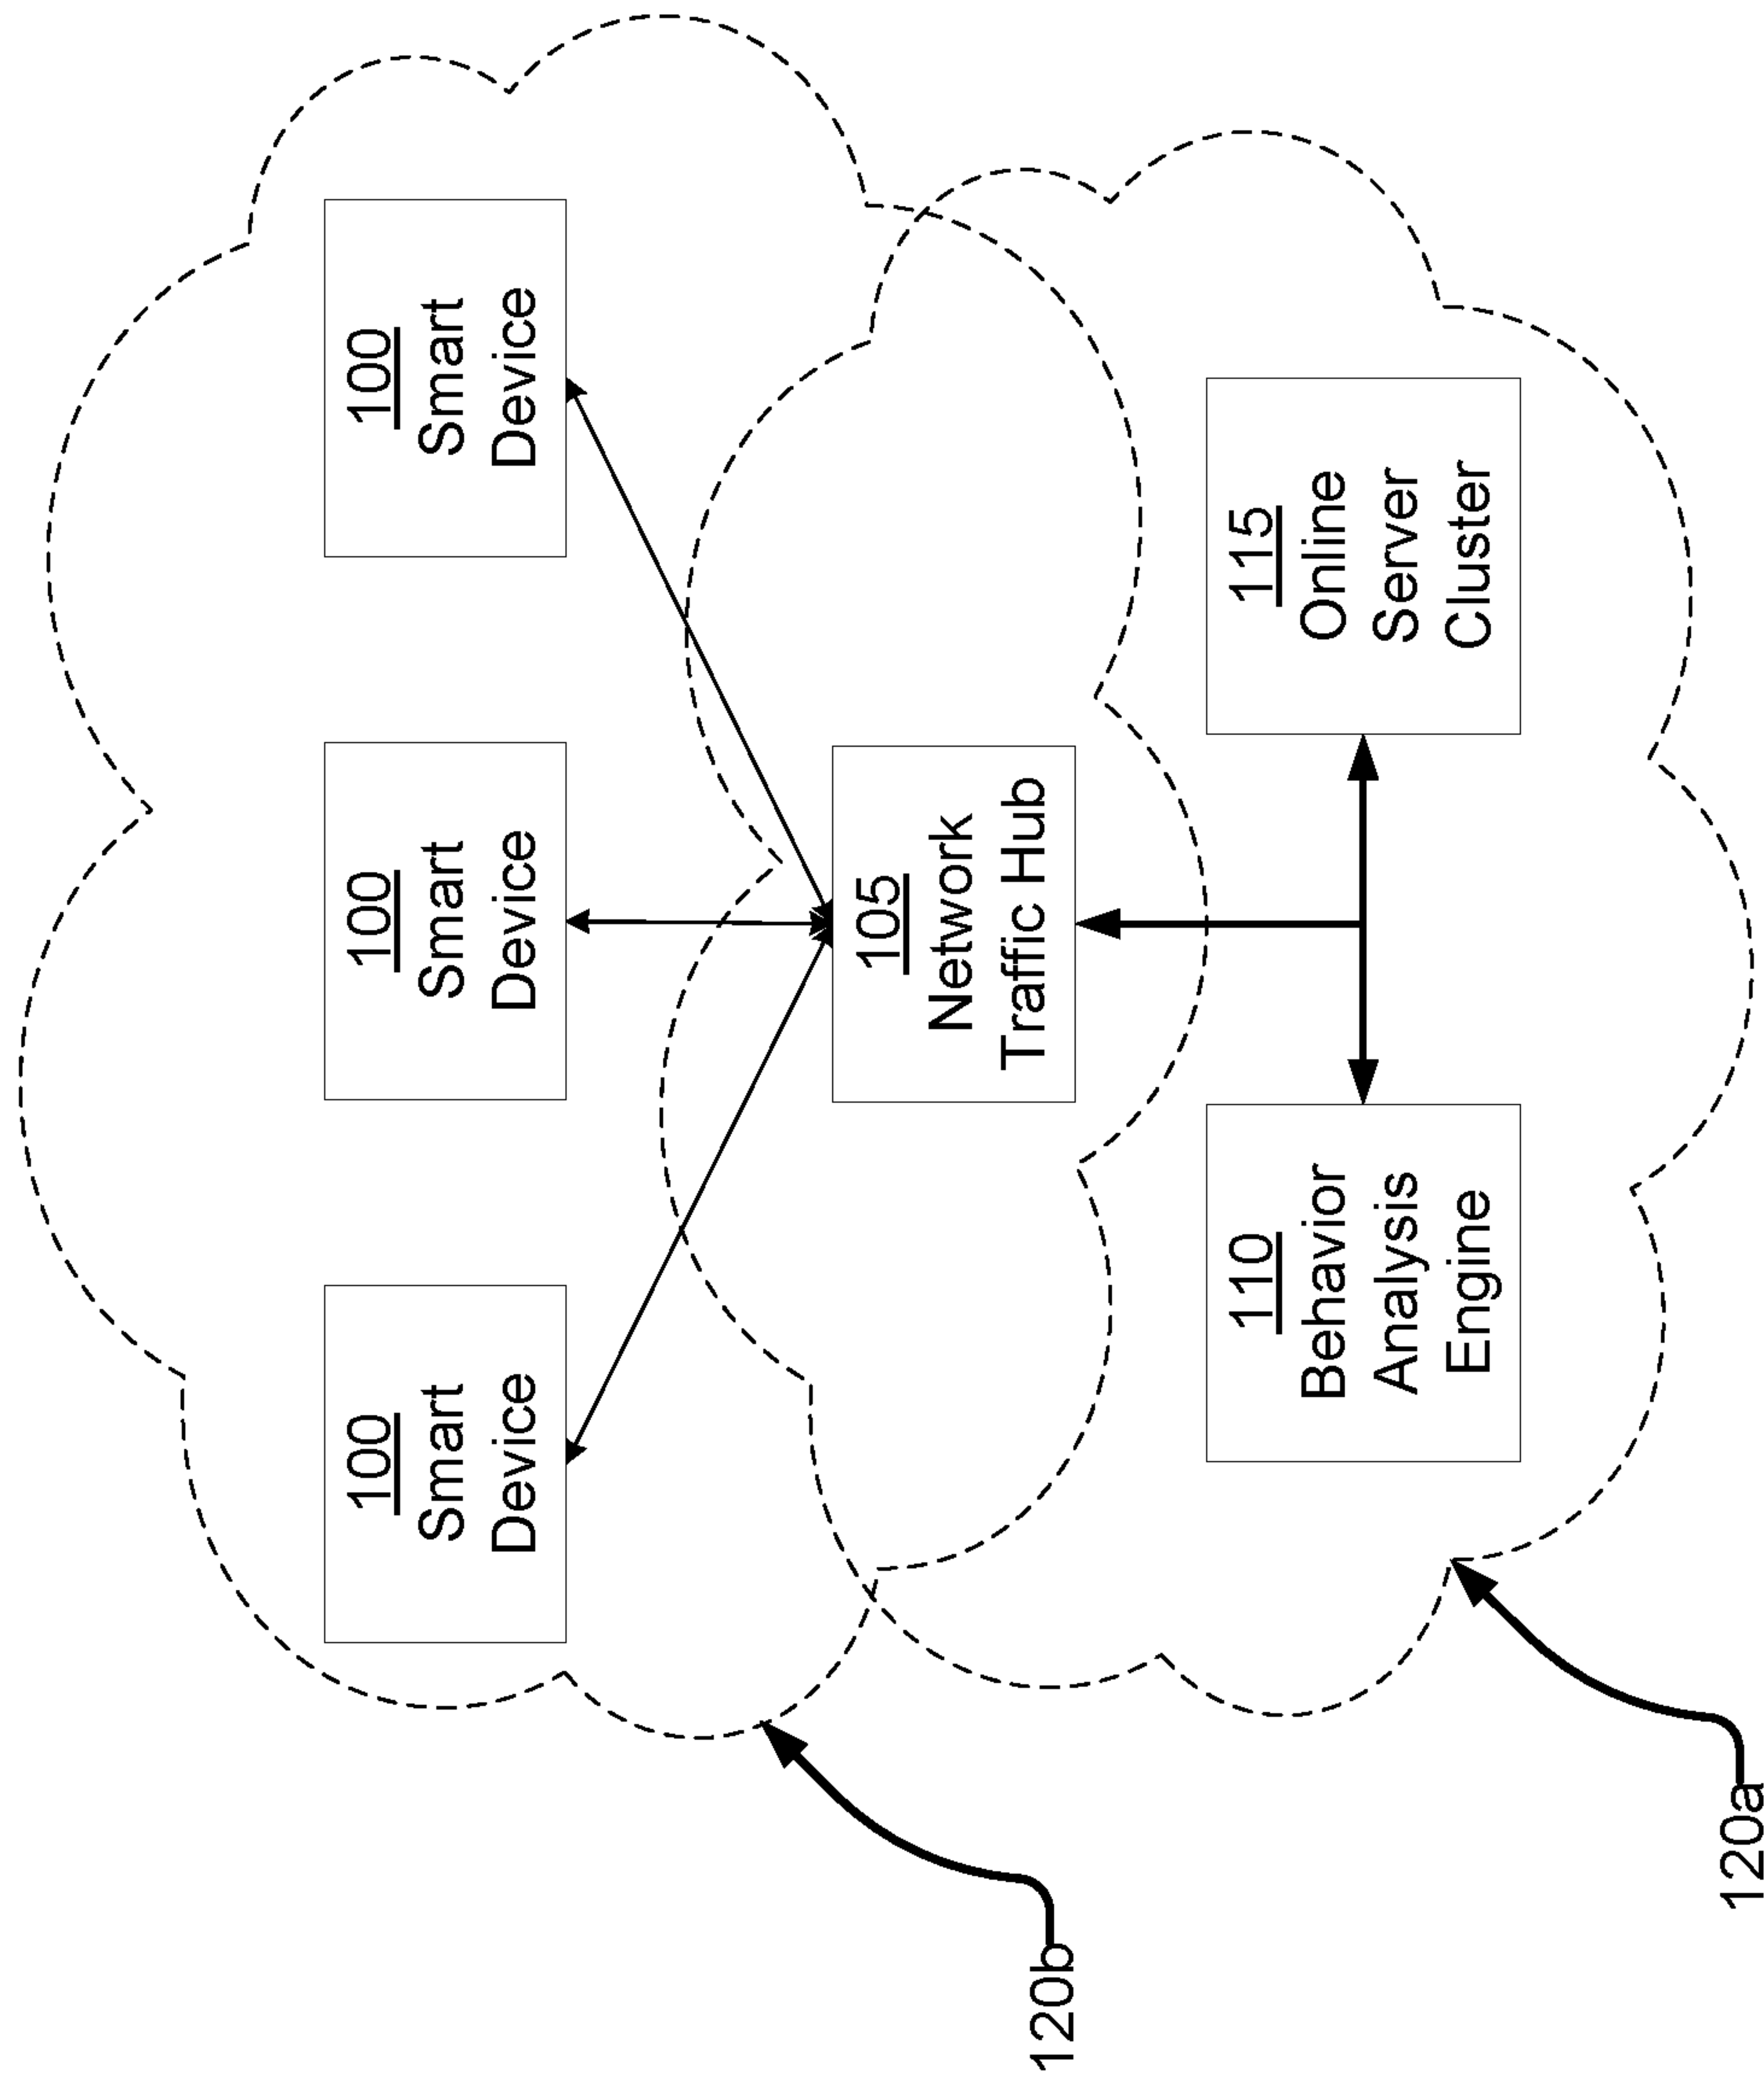 100
Smart
Device
100
Smart
Device
100
Smart
Device
105
Network
Traffic Hub
120b
110
Behavior
Analysis
Engine
115
Online
Server
Cluster
120a